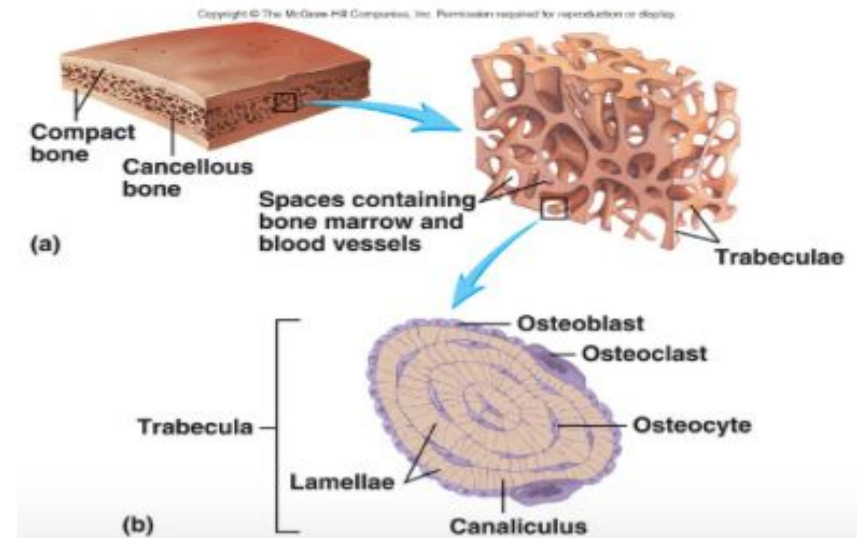 Copyright © The McGraw-Hill Companies, Inc. Permission required for reproduction or display.
Compact
bone
Cancellous
bone
Spaces containing
bone marrow and
blood vessels
Trabeculae
(a)
Osteoblast
Osteoclast
Trabecula
Osteocyte
Lamellae
Canaliculus
(b)